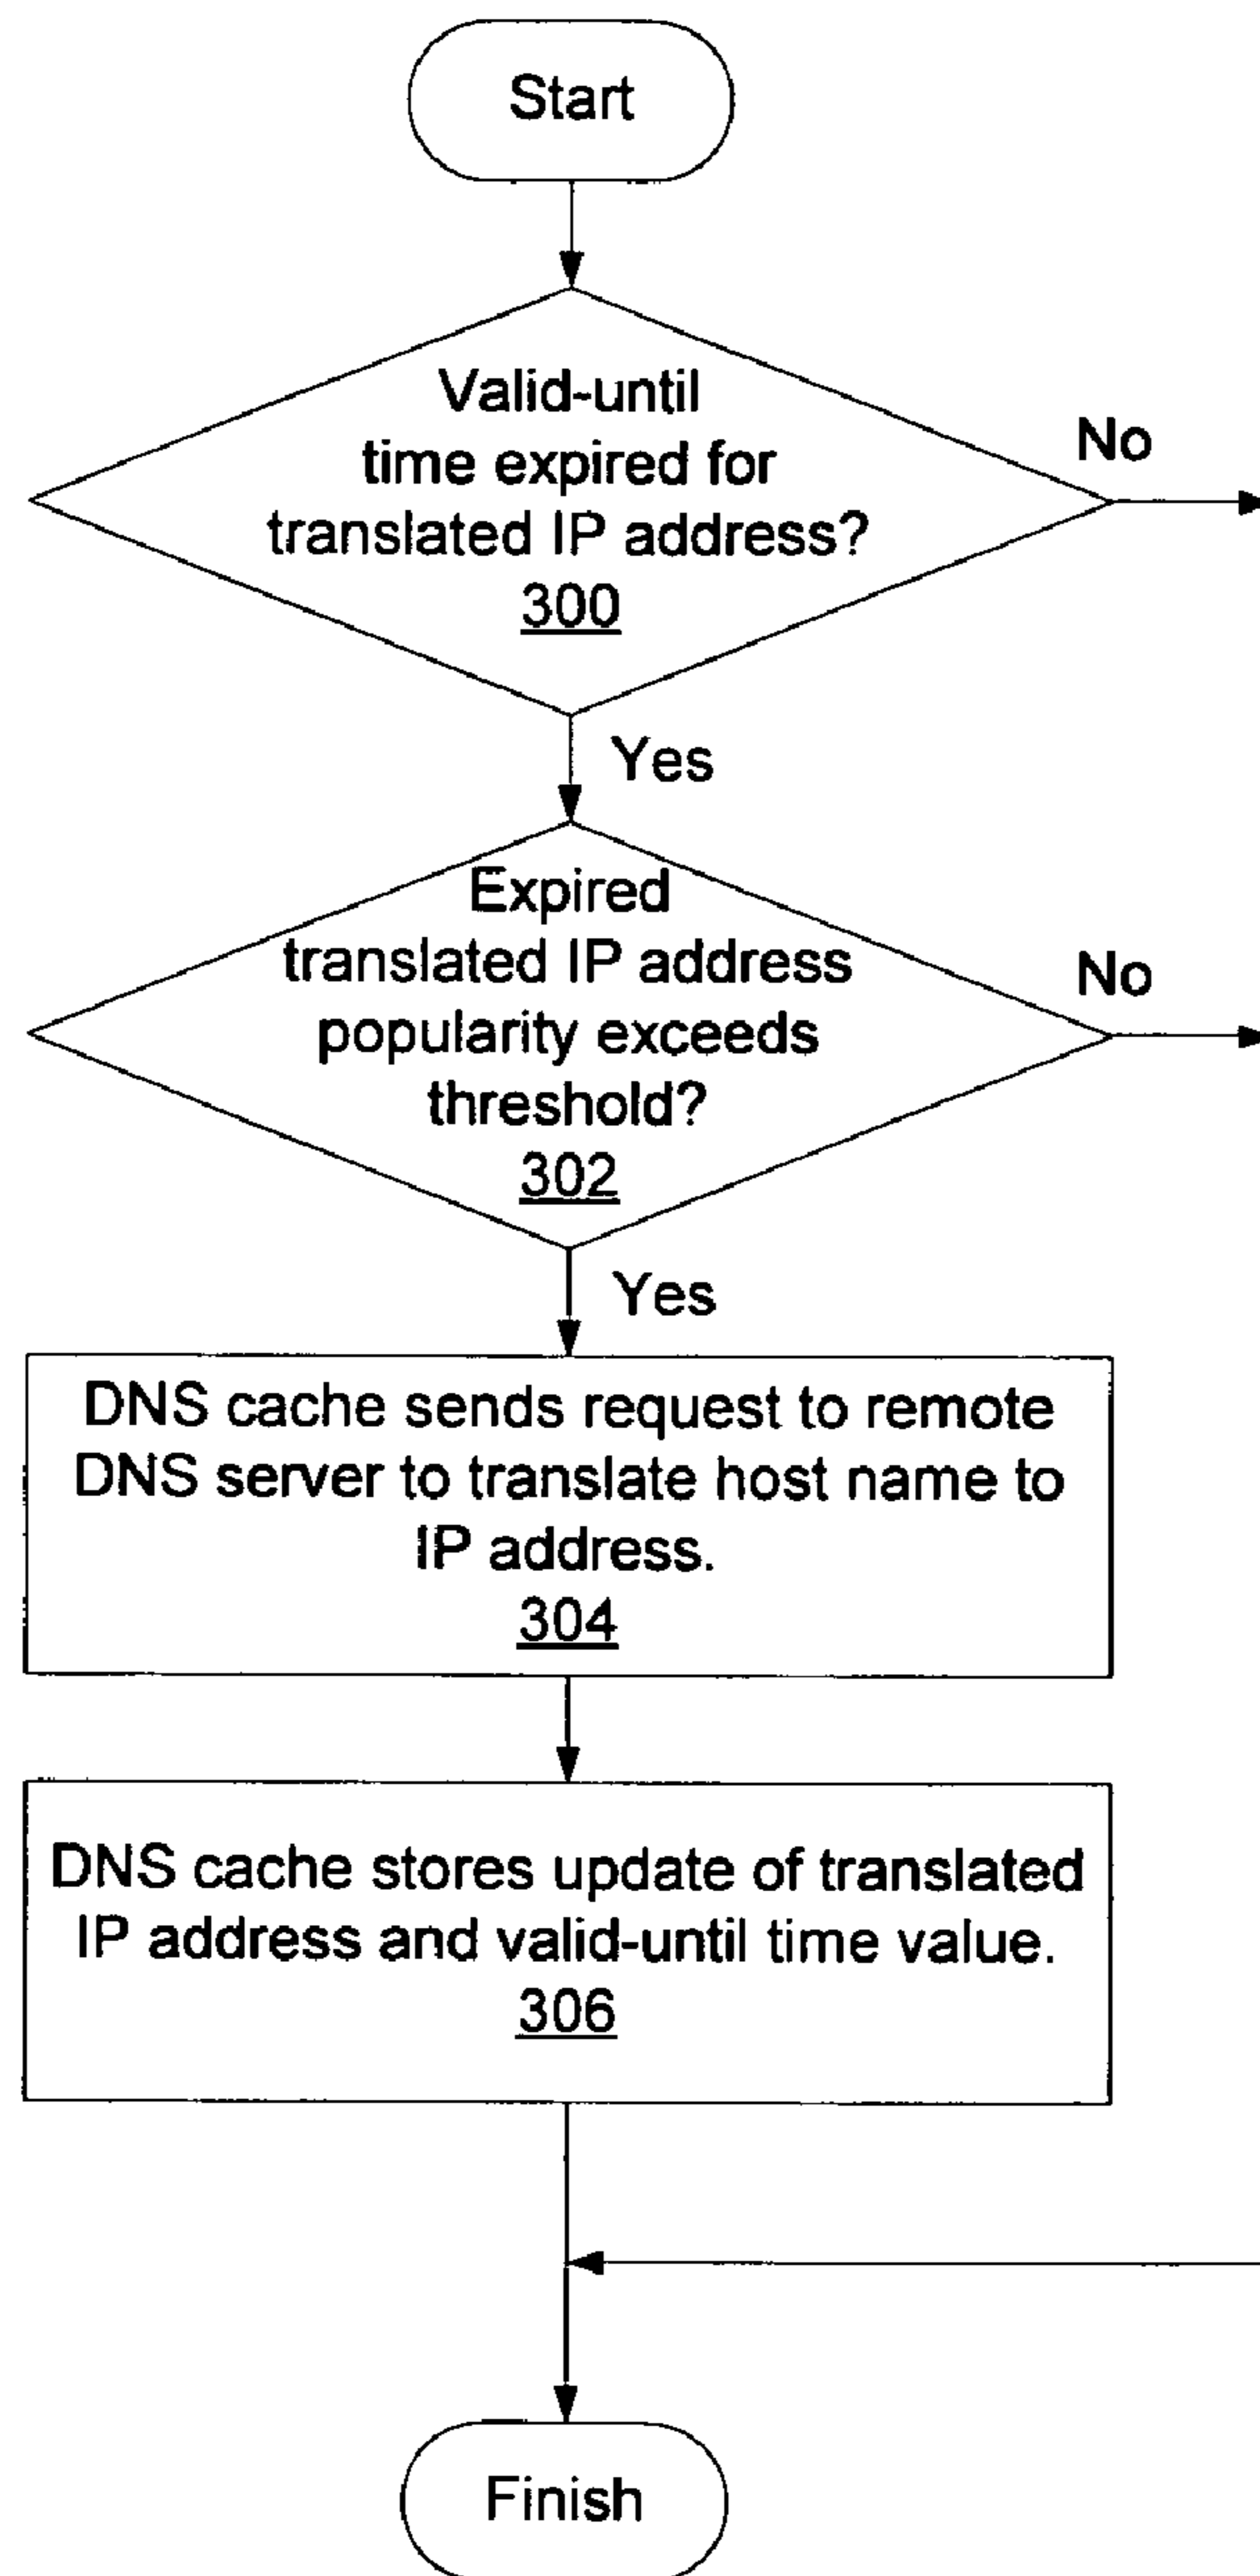 Start
Valid-until
time expired for
translated IP address?
300
No
Yes
Expired
translated IP address
popularity exceeds
threshold?
302
No
Yes
DNS cache sends request to remote
DNS server to translate host name to
IP address.
304
DNS cache stores update of translated
IP address and valid-until time value.
306
Finish